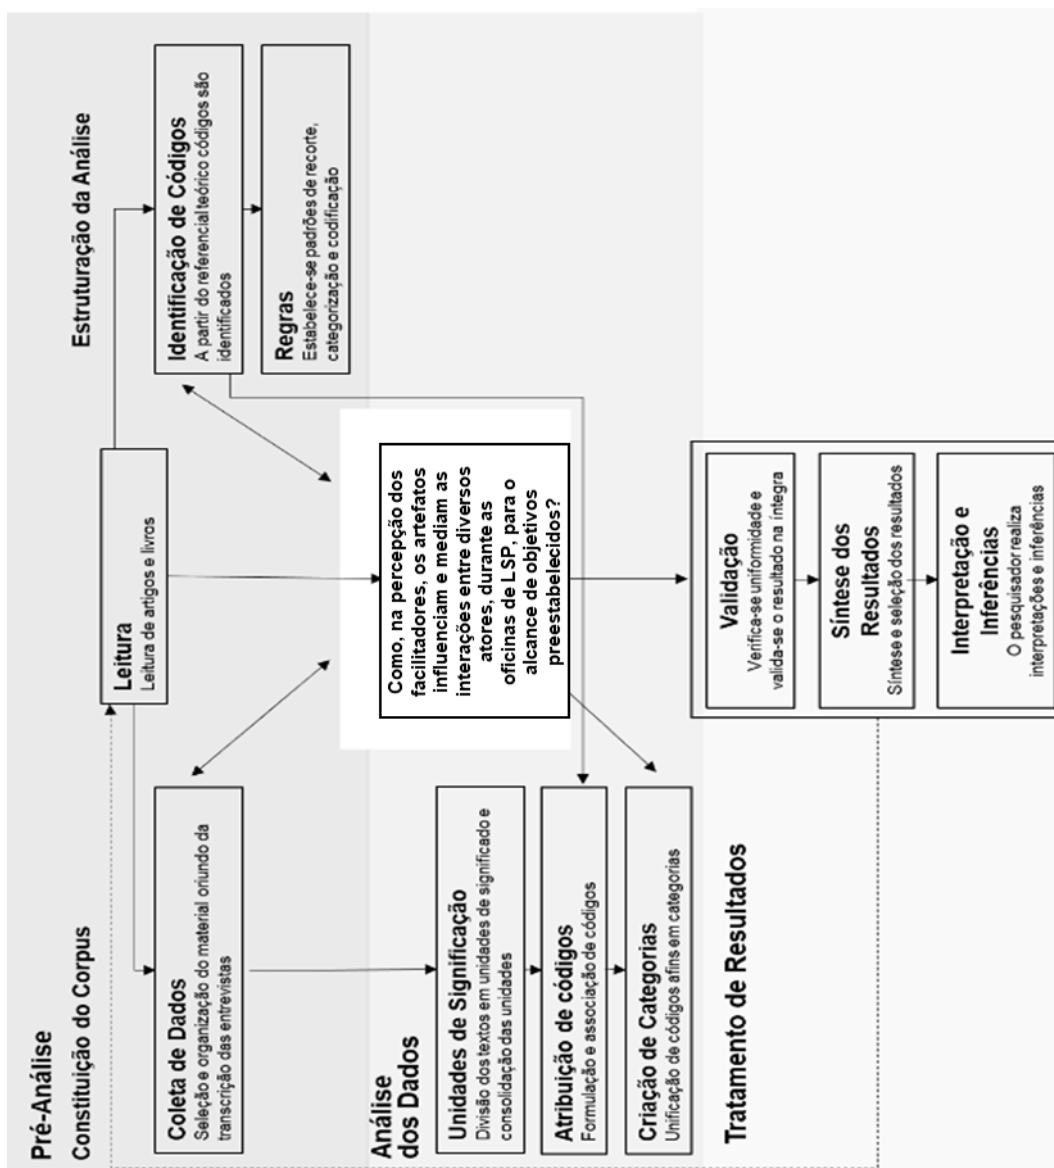 Pré-Análise
Constituição do Corpus
Estruturação da Análise
Leitura
Leitura de artigos e livros
Coleta de Dados
Seleção e organização do material oriundo da
transcrição das entrevistas
Identificação de Códigos
A partir do referencial teórico códigos são
identificados
Regras
Estabelece-se padrões de recorte,
categorização e codificação
Análise
dos Dados
Como, na percepção dos
facilitadores, os artefatos
influenciam e mediam as
interações entre diversos
atores, durante as
oficinas de LSP, para o
alcance de objetivos
preestabelecidos?
Unidades de Significação
Divisão dos textos em unidades de significado e
consolidação das unidades
Atribuição de códigos
Formulação e associação de códigos
Criação de Categorias
Unificação de códigos afins em categorias
Tratamento de Resultados
Validação
Verifica-se uniformidade e
valida-se o resultado na íntegra
Síntese dos
Resultados
Síntese e seleção dos resultados
Interpretação e
Inferências
O pesquisador realiza
interpretações e inferências